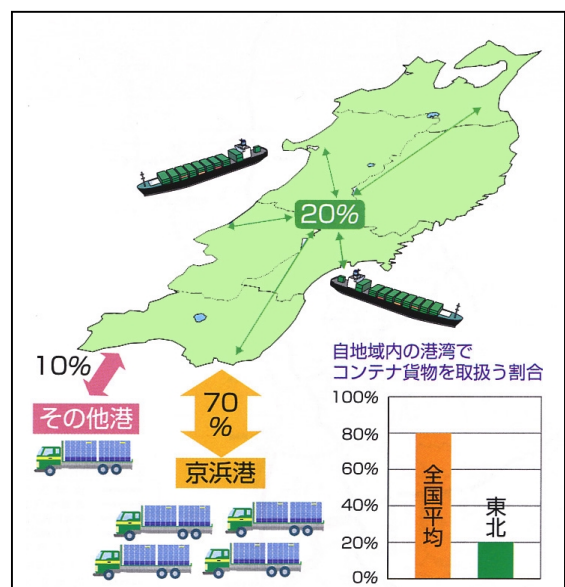 20%
10%
その他港
70
%
京浜港
自地域内の港湾で
コンテナ貨物を取扱う割合
100%
80%
60%
40%
20%
0%
全国平均
東北